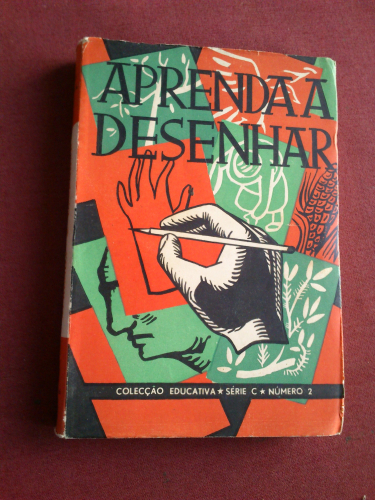 APRENDA A
DESENHAR
COLECÇÃO EDUCATIVA ★ SÉRIE C ★ NÚMERO 2